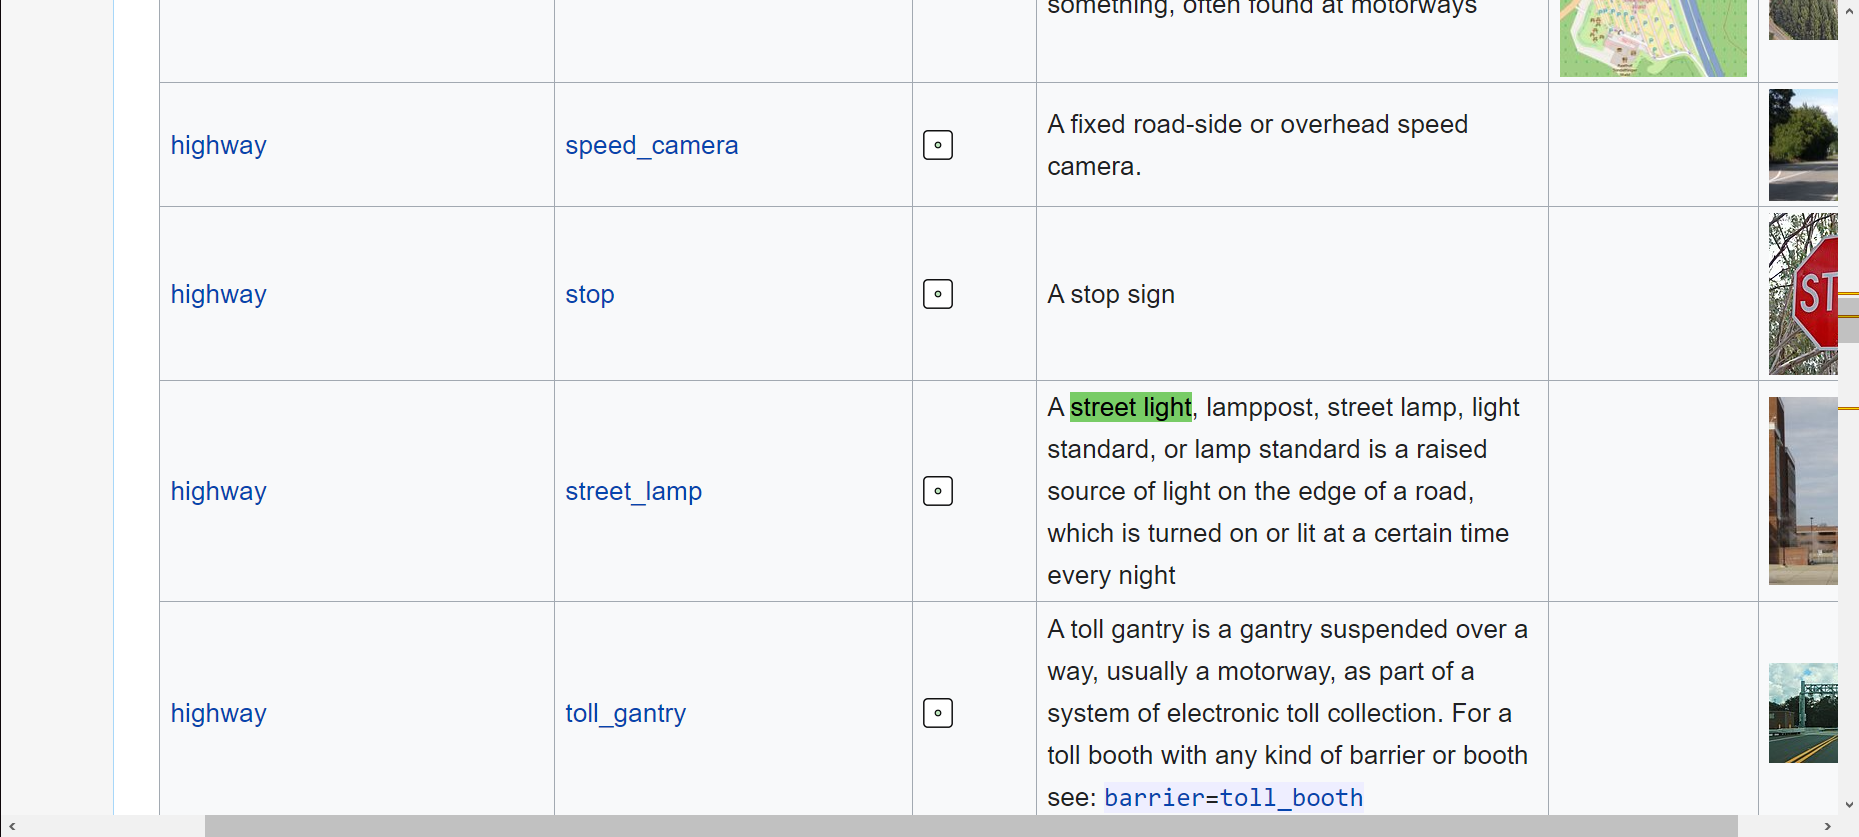 something, often found at motorways
highway
speed_camera
A fixed road-side or overhead speed
camera.
highway
stop
A stop sign
ST
highway
street_lamp
A street light, lamppost, street lamp, light
standard, or lamp standard is a raised
source of light on the edge of a road,
which is turned on or lit at a certain time
every night
highway
toll_gantry
A toll gantry is a gantry suspended over a
way, usually a motorway, as part of a
system of electronic toll collection. For a
toll booth with any kind of barrier or booth
see: barrier=toll_booth